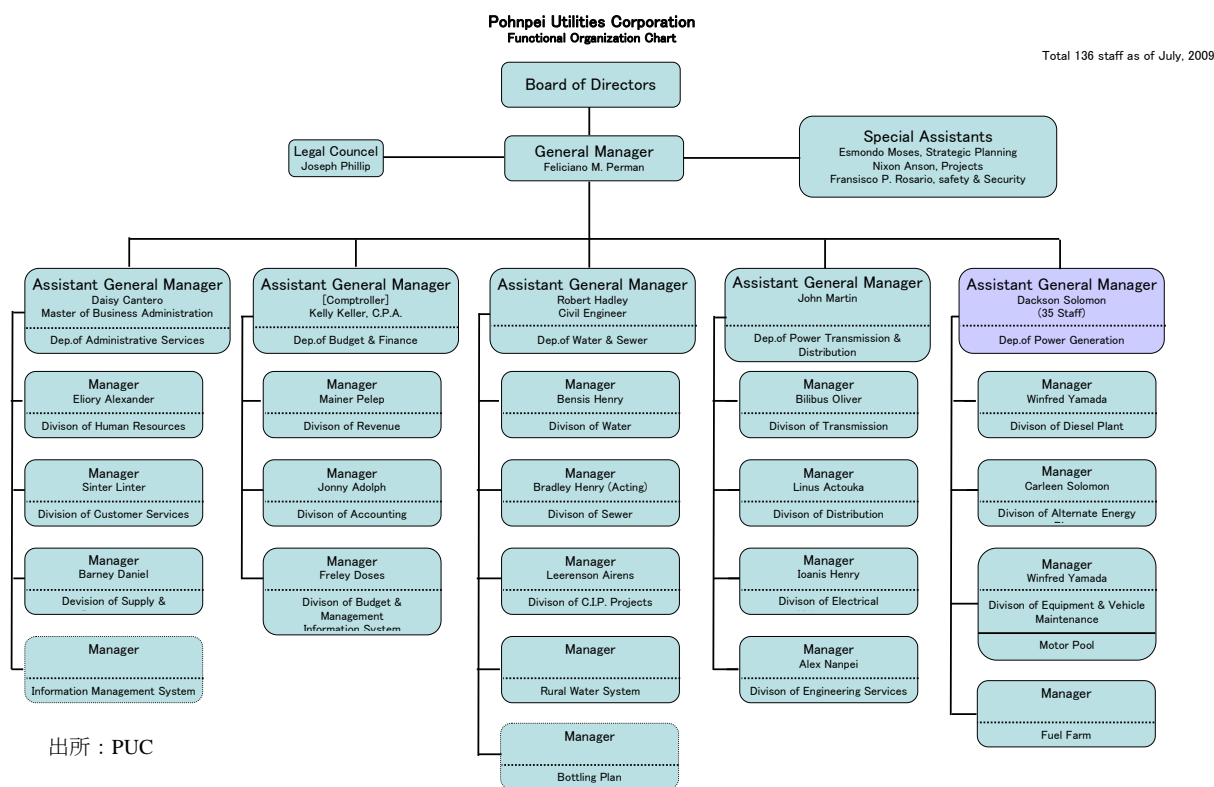 Pohnpei Utilities Corporation
Functional Organization Chart
Total 136 staff as of July, 2009
Board of Directors
Legal Councel
Joseph Phillip
General Manager
Feliciano M. Perman
Special Assistants
Esmondo Moses, Strategic Planning
Nixon Anson, Projects
Fransisco P. Rosario, safety & Security
Assistant General Manager
Daisy Cantero
Master of Business Administration
Dep.of Administrative Services
Manager
Eliory Alexander
Divison of Human Resources
Manager
Sinter Linter
Division of Customer Services
Manager
Barney Daniel
Devision of Supply &
Manager
Information Management System
Assistant General Manager
[Comptroller]
Kelly Keller, C.P.A.
Dep.of Budget & Finance
Manager
Mainer Pelep
Divison of Revenue
Manager
Jonny Adolph
Division of Accounting
Manager
Freley Doses
Divison of Budget &
Management
Information System
Assistant General Manager
Robert Hadley
Civil Engineer
Dep.of Water & Sewer
Manager
Bensis Henry
Divison of Water
Manager
Bradley Henry (Acting)
Divison of Sewer
Manager
Leerenson Airens
Divison of C.I.P. Projects
Manager
Rural Water System
Manager
Bottling Plan
Assistant General Manager
John Martin
Dep.of Power Transmission &
Distribution
Manager
Bilibus Oliver
Divison of Transmission
Manager
Linus Actouka
Divison of Distribution
Manager
Ioanis Henry
Divison of Electrical
Manager
Alex Nanpei
Divison of Engineering Services
Assistant General Manager
Dackson Solomon
(35 Staff)
Dep.of Power Generation
Manager
Winfred Yamada
Divison of Diesel Plant
Manager
Carleen Solomon
Divison of Alternate Energy
Manager
Winfred Yamada
Divison of Equipment & Vehicle
Maintenance
Motor Pool
Manager
Fuel Farm
出所：PUC